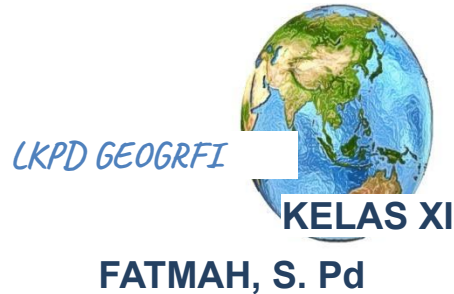 LKPD GEOGRFI
KELAS XI
FATMAH, S. Pd